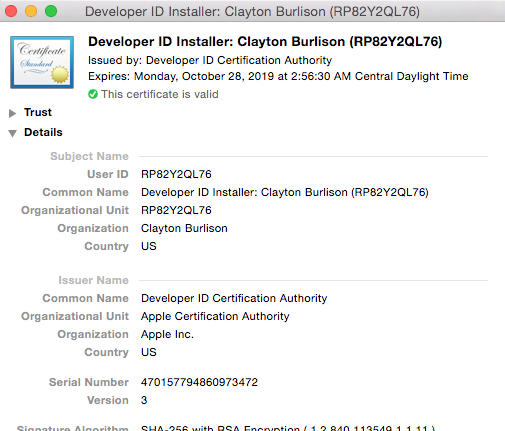 Developer ID Installer: Clayton Burlison (RP82Y2QL76)
Certificate
Standard
Developer ID Installer: Clayton Burlison (RP82Y2QL76)
Issued by: Developer ID Certification Authority
Expires: Monday, October 28, 2019 at 2:56:30 AM Central Daylight Time
This certificate is valid
Trust
Details
Subject Name
User ID RP82Y2QL76
Common Name Developer ID Installer: Clayton Burlison (RP82Y2QL76)
Organizational Unit RP82Y2QL76
Organization Clayton Burlison
Country US
Issuer Name
Common Name Developer ID Certification Authority
Organizational Unit Apple Certification Authority
Organization Apple Inc.
Country US
Serial Number 470157794860973472
Version 3
Signature Algorithm SHA-256 with RSA Encryption ( 1.2.840.113549.1.1.11 )